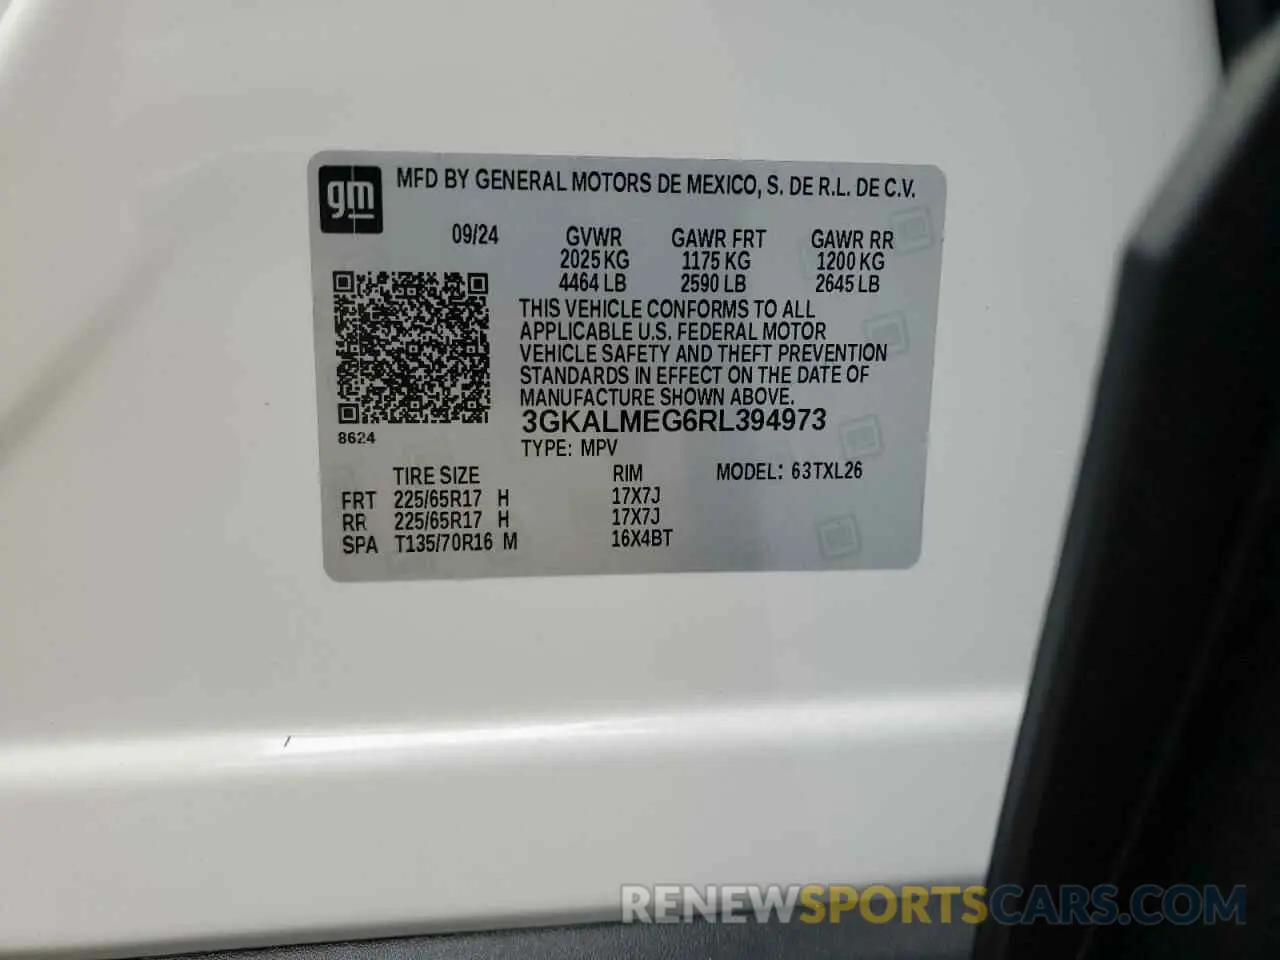 gm
MFD BY GENERAL MOTORS DE MEXICO, S. DE R.L. DE C.V.
09/24 GVWR GAWR FRT GAWR RR
2025 KG 1175 KG 1200 KG
4464 LB 2590 LB 2645 LB
THIS VEHICLE CONFORMS TO ALL
APPLICABLE U.S. FEDERAL MOTOR
VEHICLE SAFETY AND THEFT PREVENTION
STANDARDS IN EFFECT ON THE DATE OF
MANUFACTURE SHOWN ABOVE.
3GKALMEG6RL394973
8624
TYPE: MPV
TIRE SIZE RIM MODEL: 63TXL26
FRT 225/65R17 H 17X7J
RR 225/65R17 H 17X7J
SPA T135/70R16 M 16X4BT
RENEWSPORTSCARS.COM